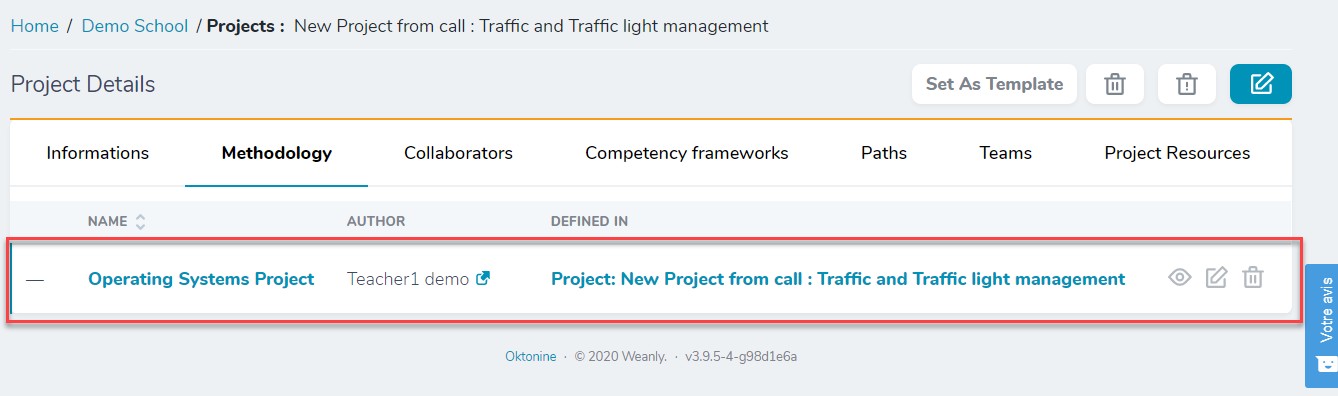 Home / Demo School / Projects : New Project from call : Traffic and Traffic light management
Project Details
Set As Template
Informations Methodology Collaborators Competency frameworks Paths Teams Project Resources
NAME AUTHOR DEFINED IN
— Operating Systems Project Teacher1 demo Project: New Project from call : Traffic and Traffic light management
Votre avis
Oktonine · © 2020 Weanly. · v3.9.5-4-g98d1e6a